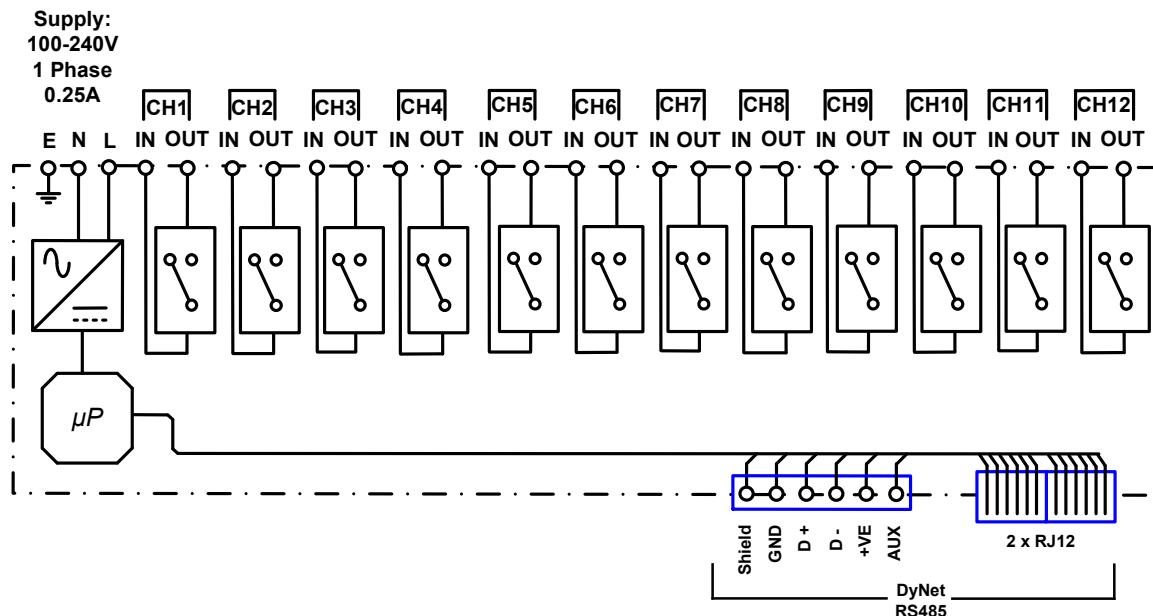 Supply:
100-240V
1 Phase
0.25A
CH1 CH2 CH3 CH4 CH5 CH6 CH7 CH8 CH9 CH10 CH11 CH12
E N L IN OUT IN OUT IN OUT IN OUT IN OUT IN OUT IN OUT IN OUT IN OUT IN OUT IN OUT IN OUT
µP
Shield
GND
D +
D -
+VE
AUX
2 x RJ12
DyNet
RS485